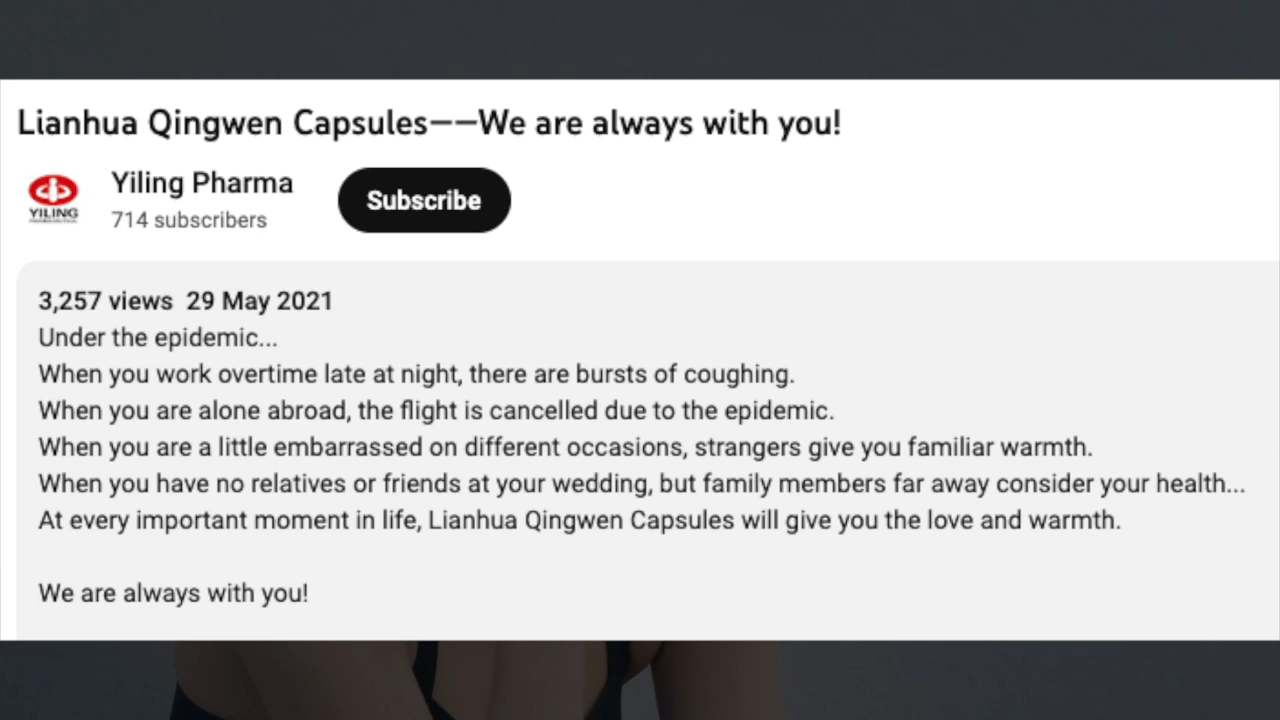 Lianhua Qingwen Capsules——We are always with you!
YILING
Yiling Pharma
714 subscribers
Subscribe
3,257 views 29 May 2021
Under the epidemic...
When you work overtime late at night, there are bursts of coughing.
When you are alone abroad, the flight is cancelled due to the epidemic.
When you are a little embarrassed on different occasions, strangers give you familiar warmth.
When you have no relatives or friends at your wedding, but family members far away consider your health...
At every important moment in life, Lianhua Qingwen Capsules will give you the love and warmth.
We are always with you!